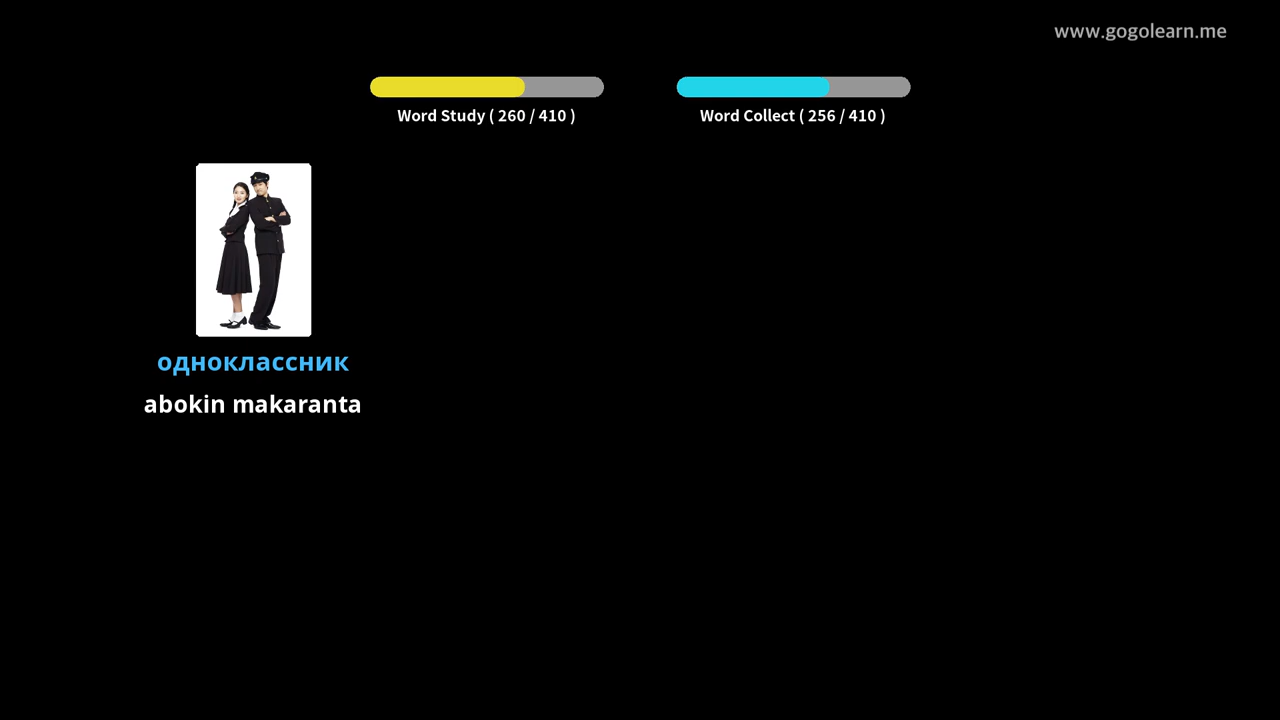 www.gogolearn.me
Word Study ( 260 / 410 )
Word Collect ( 256 / 410 )
одноклассник
abokin makaranta